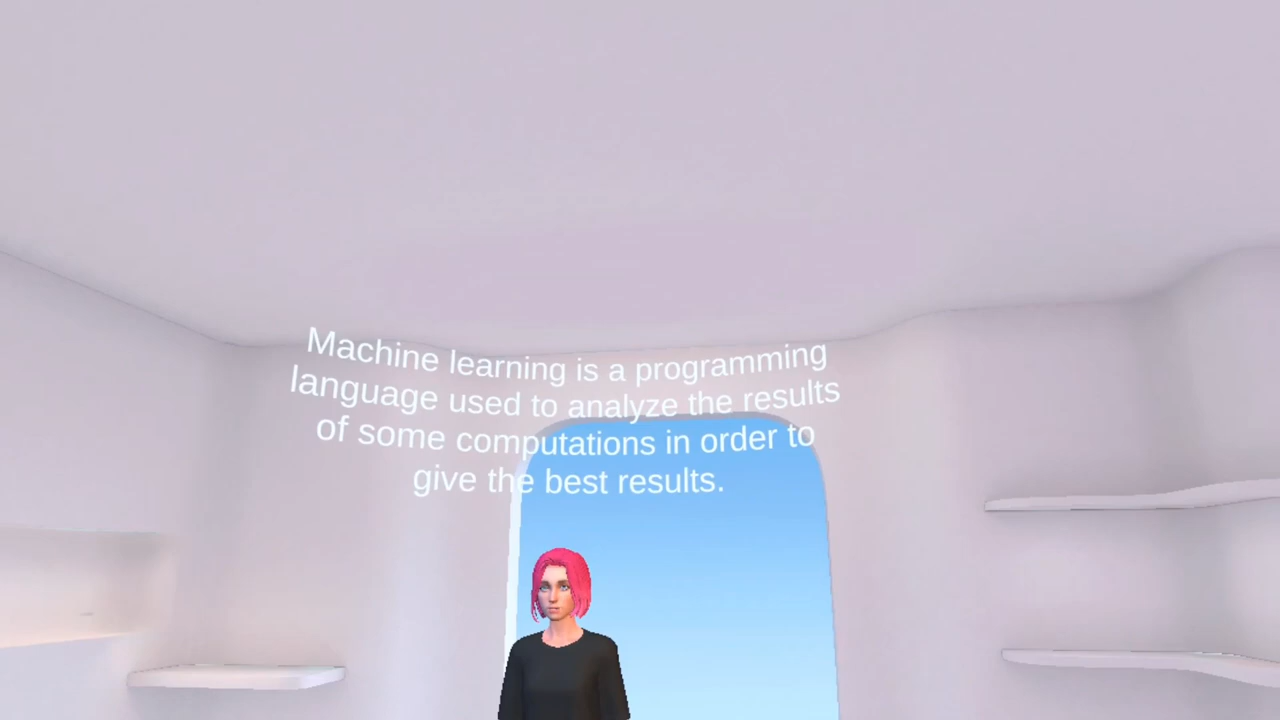 Machine learning is a programming
language used to analyze the results
of some computations in order to
give the best results.